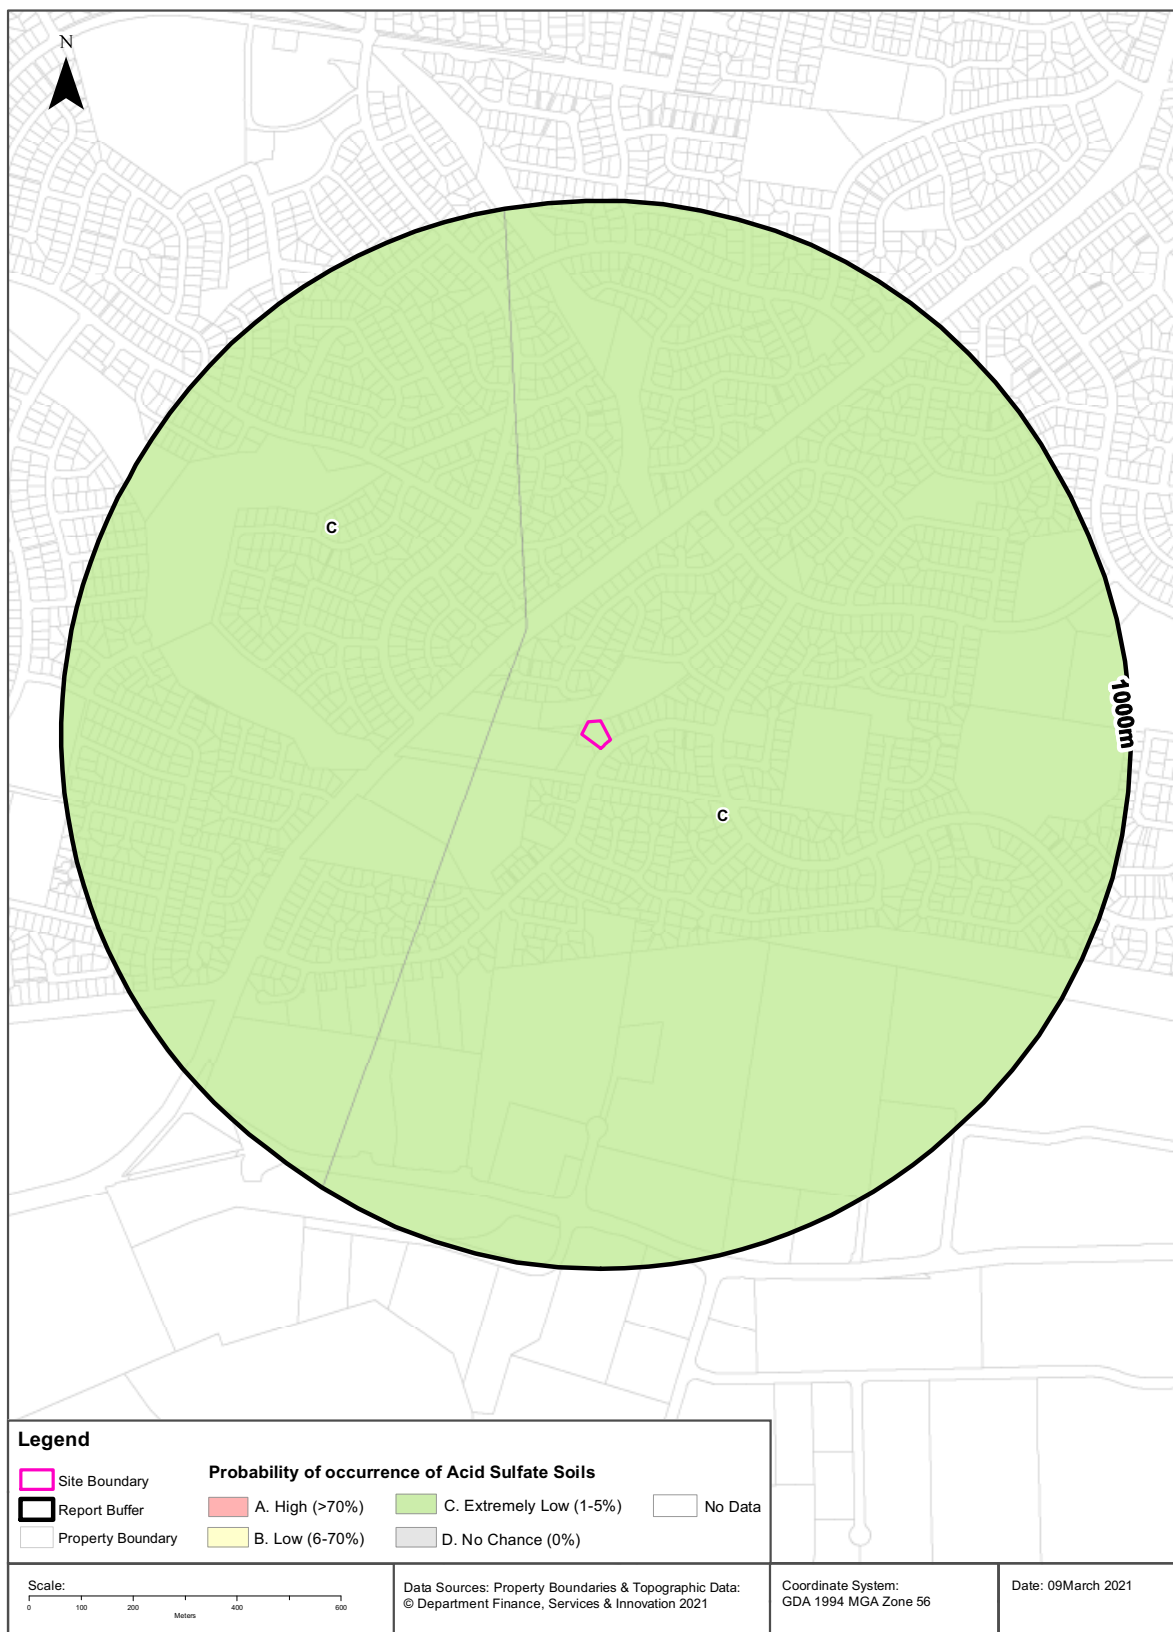 N
C
1000m
C
Legend
Site Boundary
Report Buffer
Property Boundary
Probability of occurrence of Acid Sulfate Soils
A. High (>70%)
C. Extremely Low (1-5%)
No Data
B. Low (6-70%)
D. No Chance (0%)
Scale:
0 100 200 400 600
Meters
Data Sources: Property Boundaries & Topographic Data:
© Department Finance, Services & Innovation 2021
Coordinate System:
GDA 1994 MGA Zone 56
Date: 09March 2021